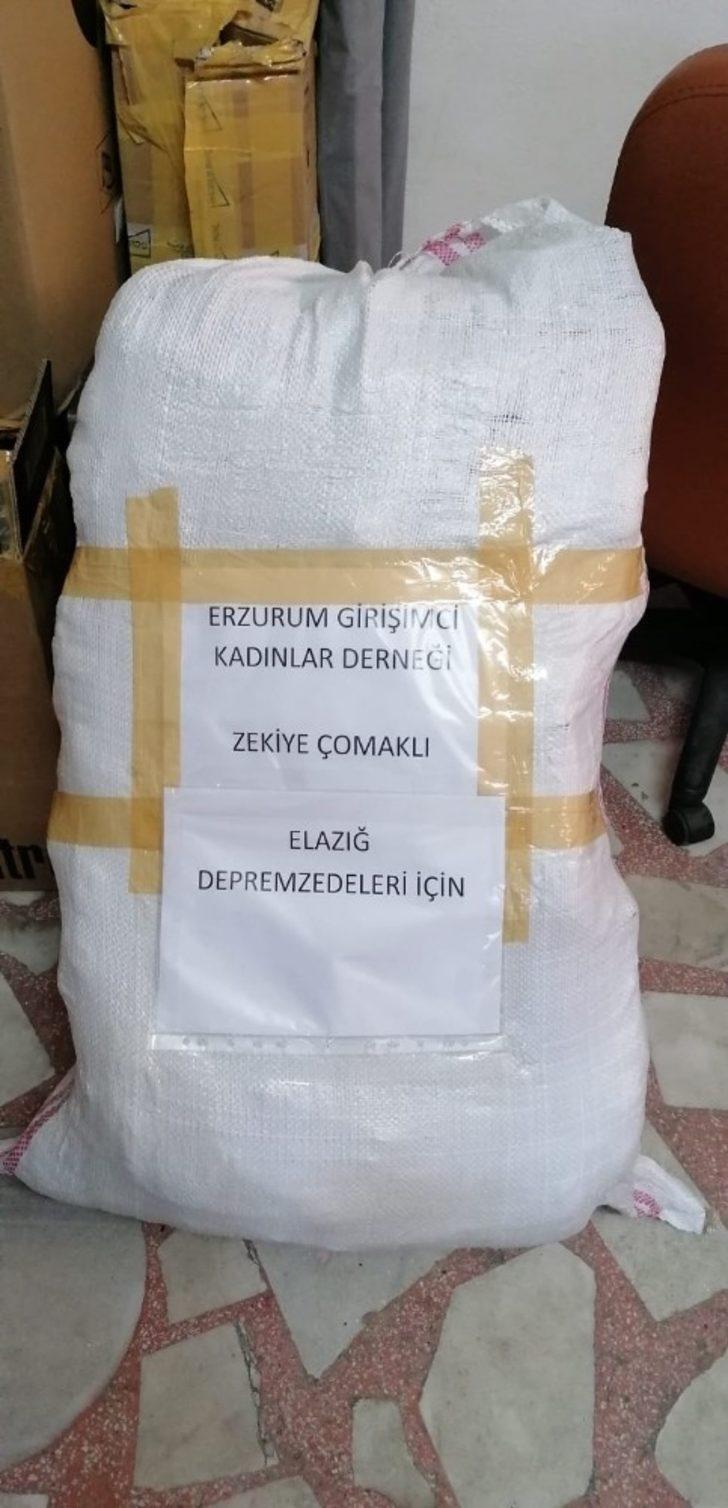 ERZURUM GİRİŞİMCİ
KADINLAR DERNEĞİ
ZEKİYE ÇOMAKLI
ELAZIĞ
DEPREMZEDELERİ İÇİN